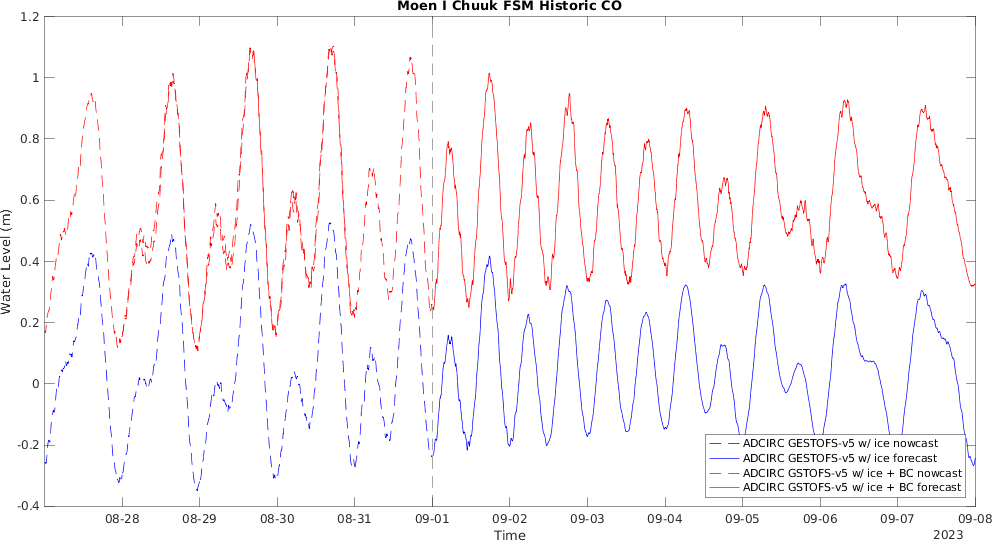 Moen I Chuuk FSM Historic CO
1.2
1
0.8
0.6
0.4
0.2
0
-0.2
-0.4
Water Level (m)
ADCIRC GESTOFS-v5 w/ ice nowcast
ADCIRC GESTOFS-v5 w/ ice forecast
ADCIRC GSTOFS-v5 w/ ice + BC nowcast
ADCIRC GSTOFS-v5 w/ ice + BC forecast
08-28 08-29 08-30 08-31 09-01 09-02 09-03 09-04 09-05 09-06 09-07 09-08
Time
2023